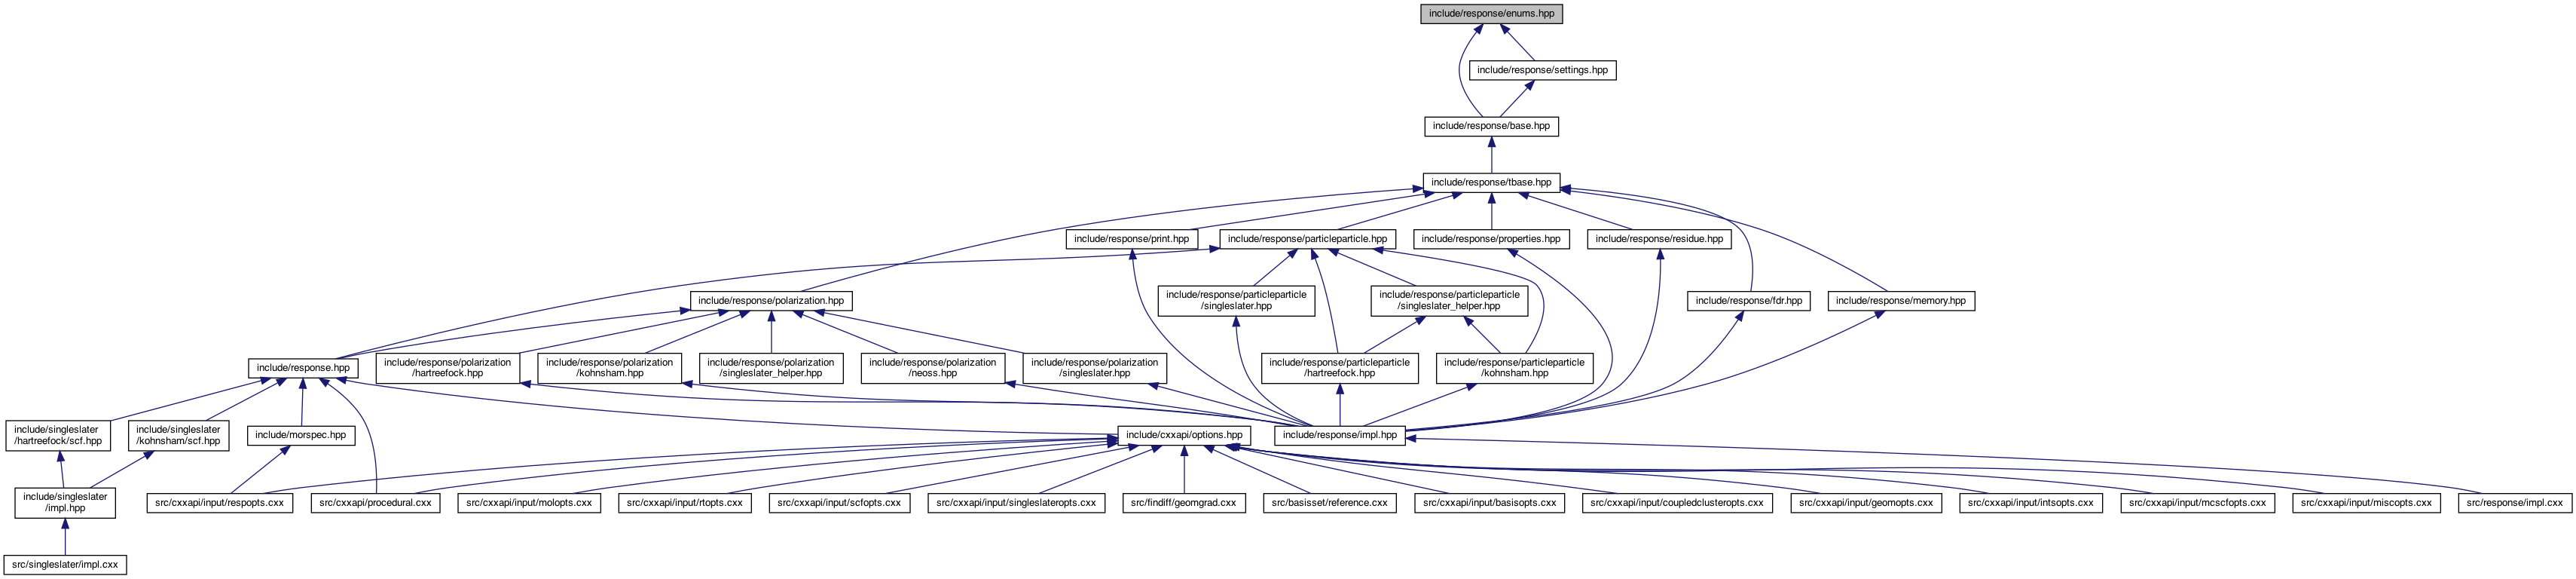 include/response/enums.hpp
include/response/settings.hpp
include/response/base.hpp
include/response/tbase.hpp
include/response/print.hpp
include/response/particleparticle.hpp
include/response/properties.hpp
include/response/residue.hpp
include/response/polarization.hpp
include/response/particleparticle
/singleslater.hpp
include/response/particleparticle
/singleslater_helper.hpp
include/response/fdr.hpp
include/response/memory.hpp
include/response.hpp
include/response/polarization
/hartreefock.hpp
include/response/polarization
/kohnsham.hpp
include/response/polarization
/singleslater_helper.hpp
include/response/polarization
/neoss.hpp
include/response/polarization
/singleslater.hpp
include/response/particleparticle
/hartreefock.hpp
include/response/particleparticle
/kohnsham.hpp
include/singleslater
/hartreefock/scf.hpp
include/singleslater
/kohnsham/scf.hpp
include/morspec.hpp
include/cxxapi/options.hpp
include/response/impl.hpp
include/singleslater
/impl.hpp
src/cxxapi/input/respopts.cxx
src/cxxapi/procedural.cxx
src/cxxapi/input/molopts.cxx
src/cxxapi/input/rtopts.cxx
src/cxxapi/input/scfopts.cxx
src/cxxapi/input/singleslateropts.cxx
src/findiff/geomgrad.cxx
src/basisset/reference.cxx
src/cxxapi/input/basisopts.cxx
src/cxxapi/input/coupledclusteropts.cxx
src/cxxapi/input/geomopts.cxx
src/cxxapi/input/intsopts.cxx
src/cxxapi/input/mcscfopts.cxx
src/cxxapi/input/miscopts.cxx
src/response/impl.cxx
src/singleslater/impl.cxx